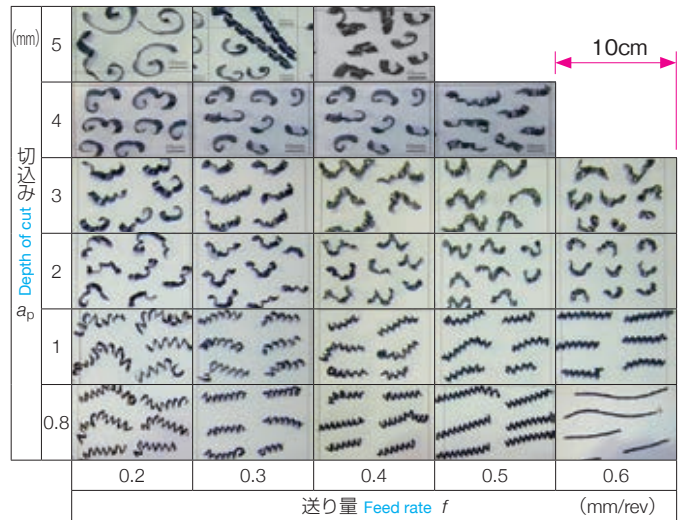 (mm)
5
10cm
4
3
2
1
0.8
切込み Depth of cut ap
0.2 0.3 0.4 0.5 0.6
送り量 Feed rate f (mm/rev)